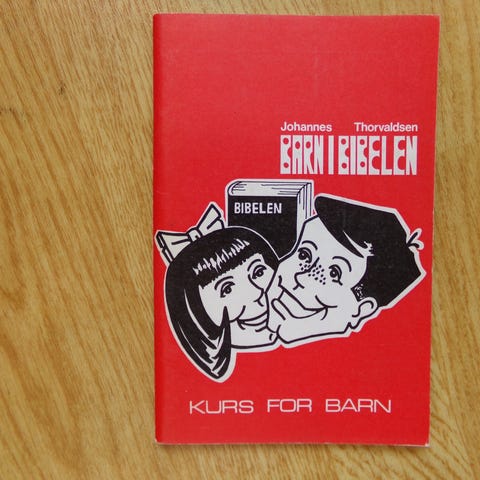 Johannes Thorvaldsen
BARN I BIBELEN
BIBELEN
KURS FOR BARN